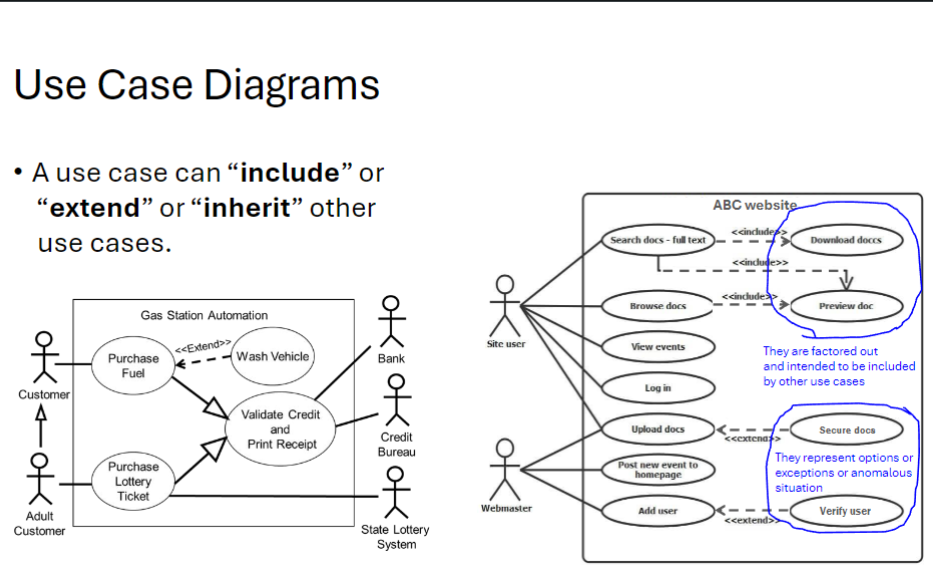 Use Case Diagrams
• A use case can “include” or
“extend” or “inherit” other
use cases.
Gas Station Automation
Purchase
Fuel
<<Extend>>
Wash Vehicle
Customer
Validate Credit
and
Print Receipt
Purchase
Lottery
Ticket
Adult
Customer
Bank
Credit
Bureau
State Lottery
System
ABC website
Search docs - full text
<<include>>
Download doccs
<<include>>
Browse docs
<<include>>
Preview doc
Site user
View events
They are factored out
and intended to be included
by other use cases
Log in
Upload docs
<<extend>>
Secure docs
They represent options or
exceptions or anomalous
situation
Post new event to
homepage
Webmaster
Add user
<<extend>>
Verify user